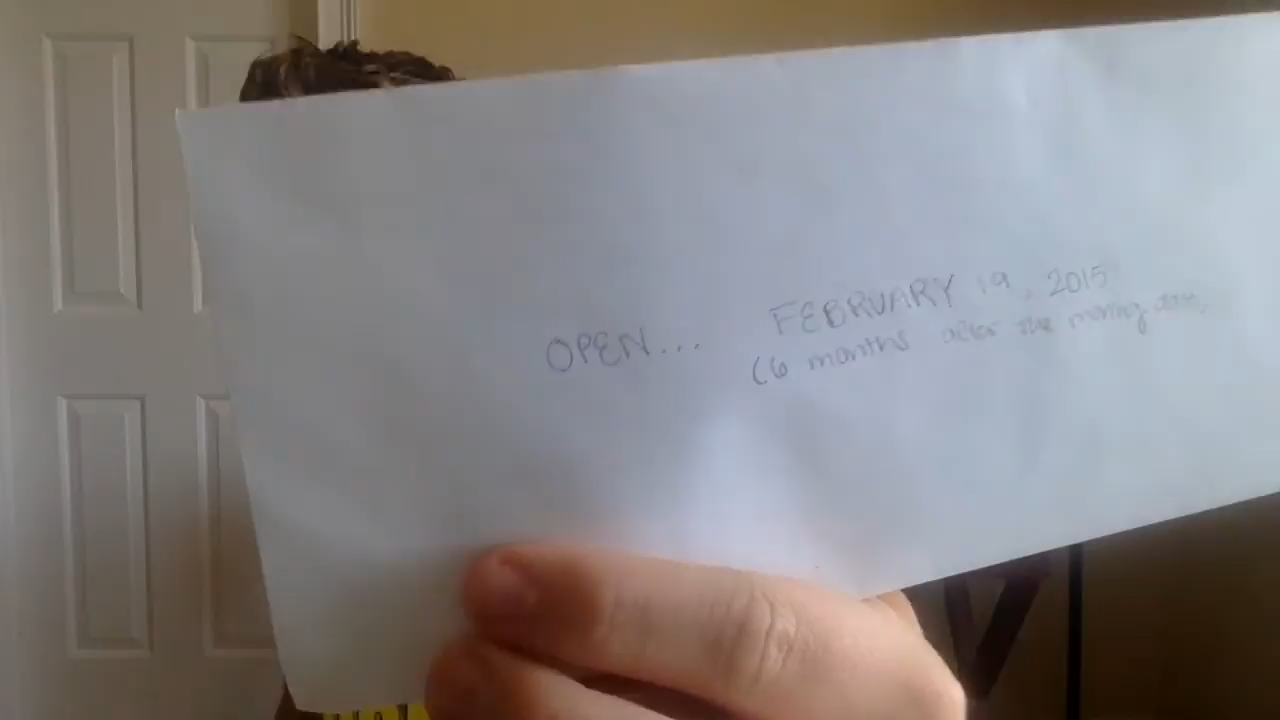 OPEN... FEBRUARY 19, 2015
(6 months after the moving date,